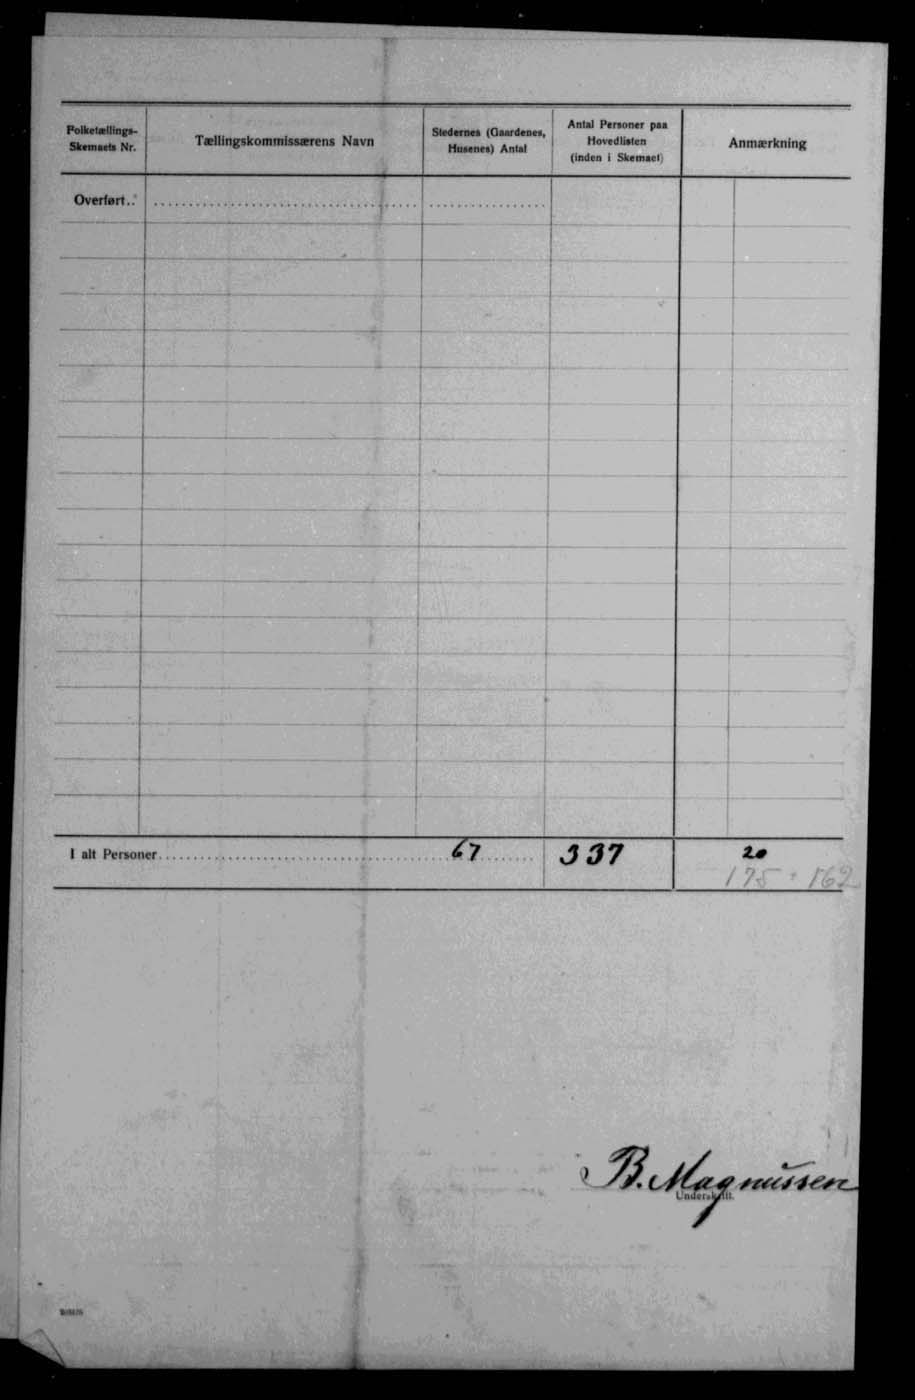 Folketællings-
Skemaets Nr.
Tællingskommissærens Navn
Stedernes (Gaardenes,
Husenes) Antal
Antal Personer paa
Hovedlisten
(inden i Skemaet)
Anmærkning
Overført..
I alt Personer 67 337 20
175 162
B. Magnussen
Underskrift.